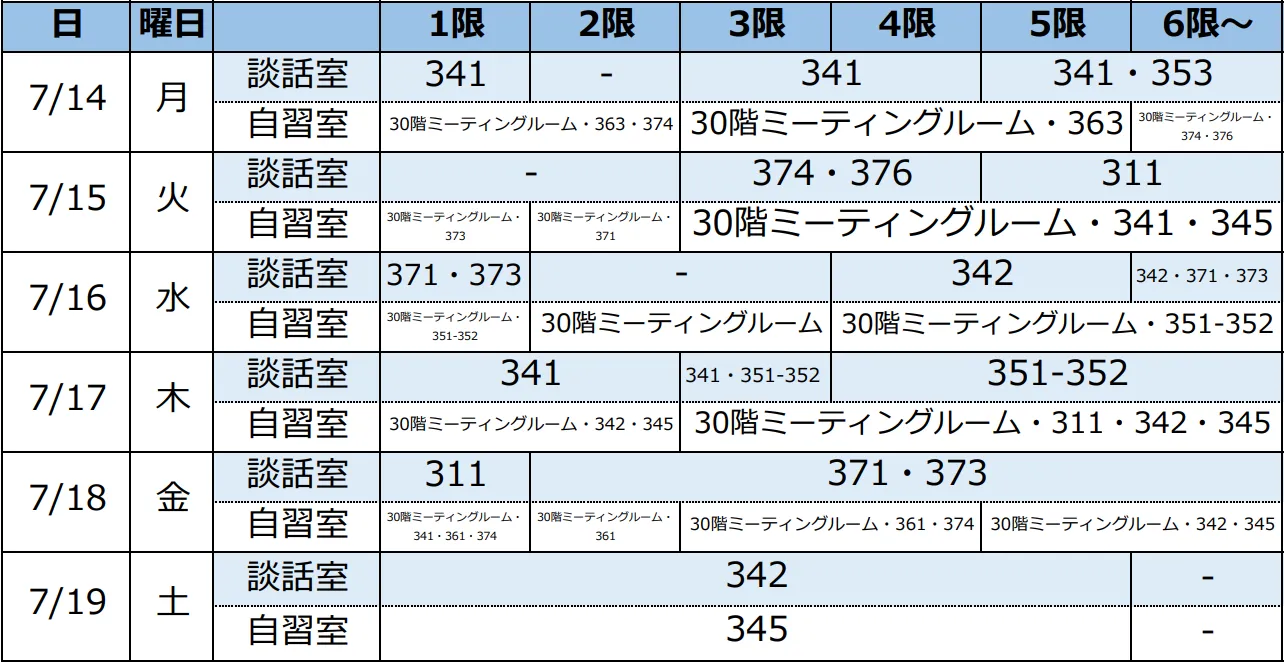 日 曜日 1限 2限 3限 4限 5限 6限～
7/14 月 談話室 341 - 341 341・353
自習室 30階ミーティングルーム・363・374 30階ミーティングルーム・363 30階ミーティングルーム・
374・376
7/15 火 談話室 - 374・376 311
自習室 30階ミーティングルーム・
373 30階ミーティングルーム・
371 30階ミーティングルーム・341・345
7/16 水 談話室 371・373 - 342 342・371・373
自習室 30階ミーティングルーム・
351-352 30階ミーティングルーム 30階ミーティングルーム・351-352
7/17 木 談話室 341 341・351-352 351-352
自習室 30階ミーティングルーム・342・345 30階ミーティングルーム・311・342・345
7/18 金 談話室 311 371・373
自習室 30階ミーティングルーム・
341・361・374 30階ミーティングルーム・
361 30階ミーティングルーム・361・374 30階ミーティングルーム・342・345
7/19 土 談話室 342 -
自習室 345 -